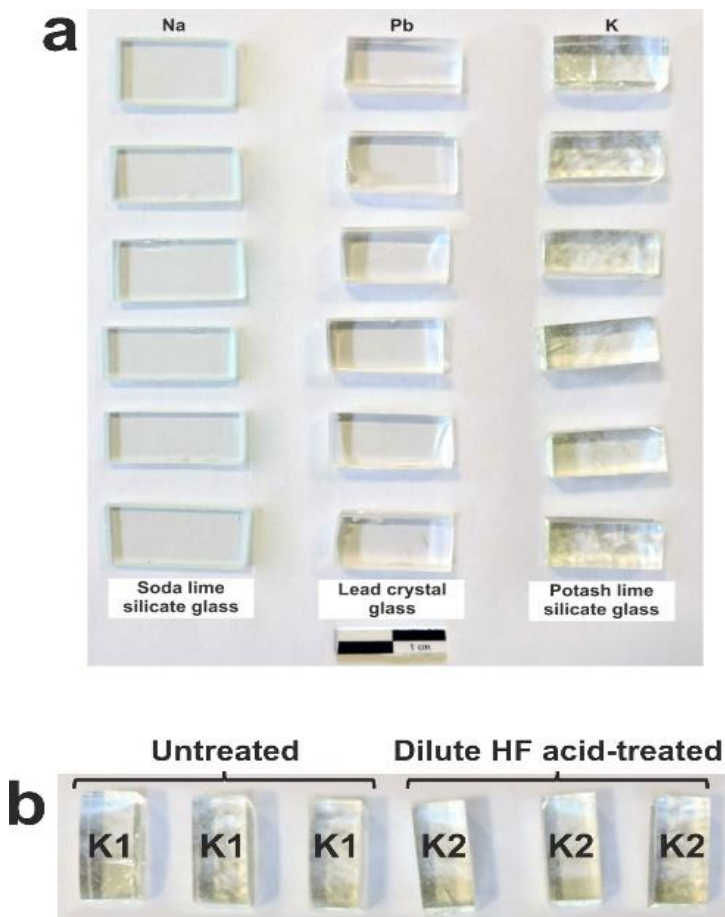 a
Na Pb K
Soda lime
silicate glass
Lead crystal
glass
Potash lime
silicate glass
1 cm
Untreated Dilute HF acid-treated
b
K1 K1 K1 K2 K2 K2